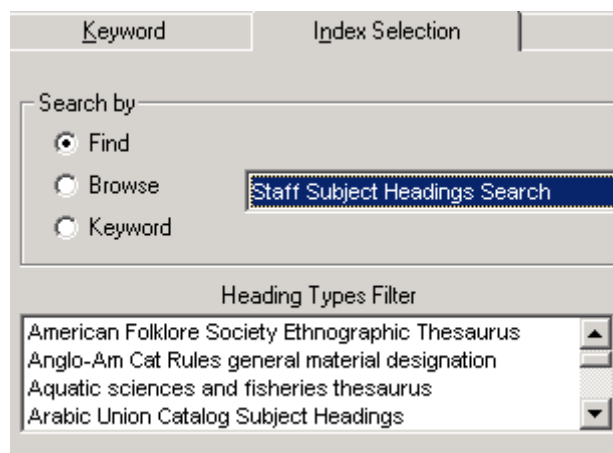 Keyword
Index Selection
Search by
Find
Browse
Staff Subject Headings Search
Keyword
Heading Types Filter
American Folklore Society Ethnographic Thesaurus
Anglo-Am Cat Rules general material designation
Aquatic sciences and fisheries thesaurus
Arabic Union Catalog Subject Headings